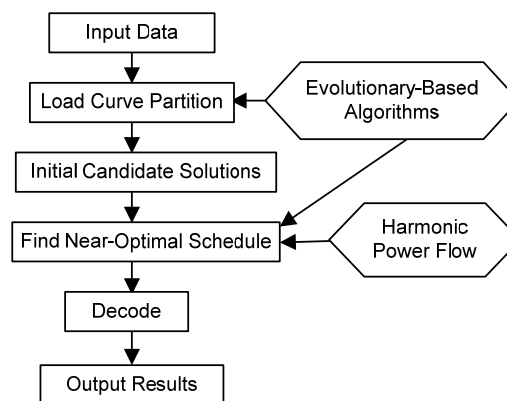 Input Data
Load Curve Partition
Evolutionary-Based
Algorithms
Initial Candidate Solutions
Find Near-Optimal Schedule
Harmonic
Power Flow
Decode
Output Results